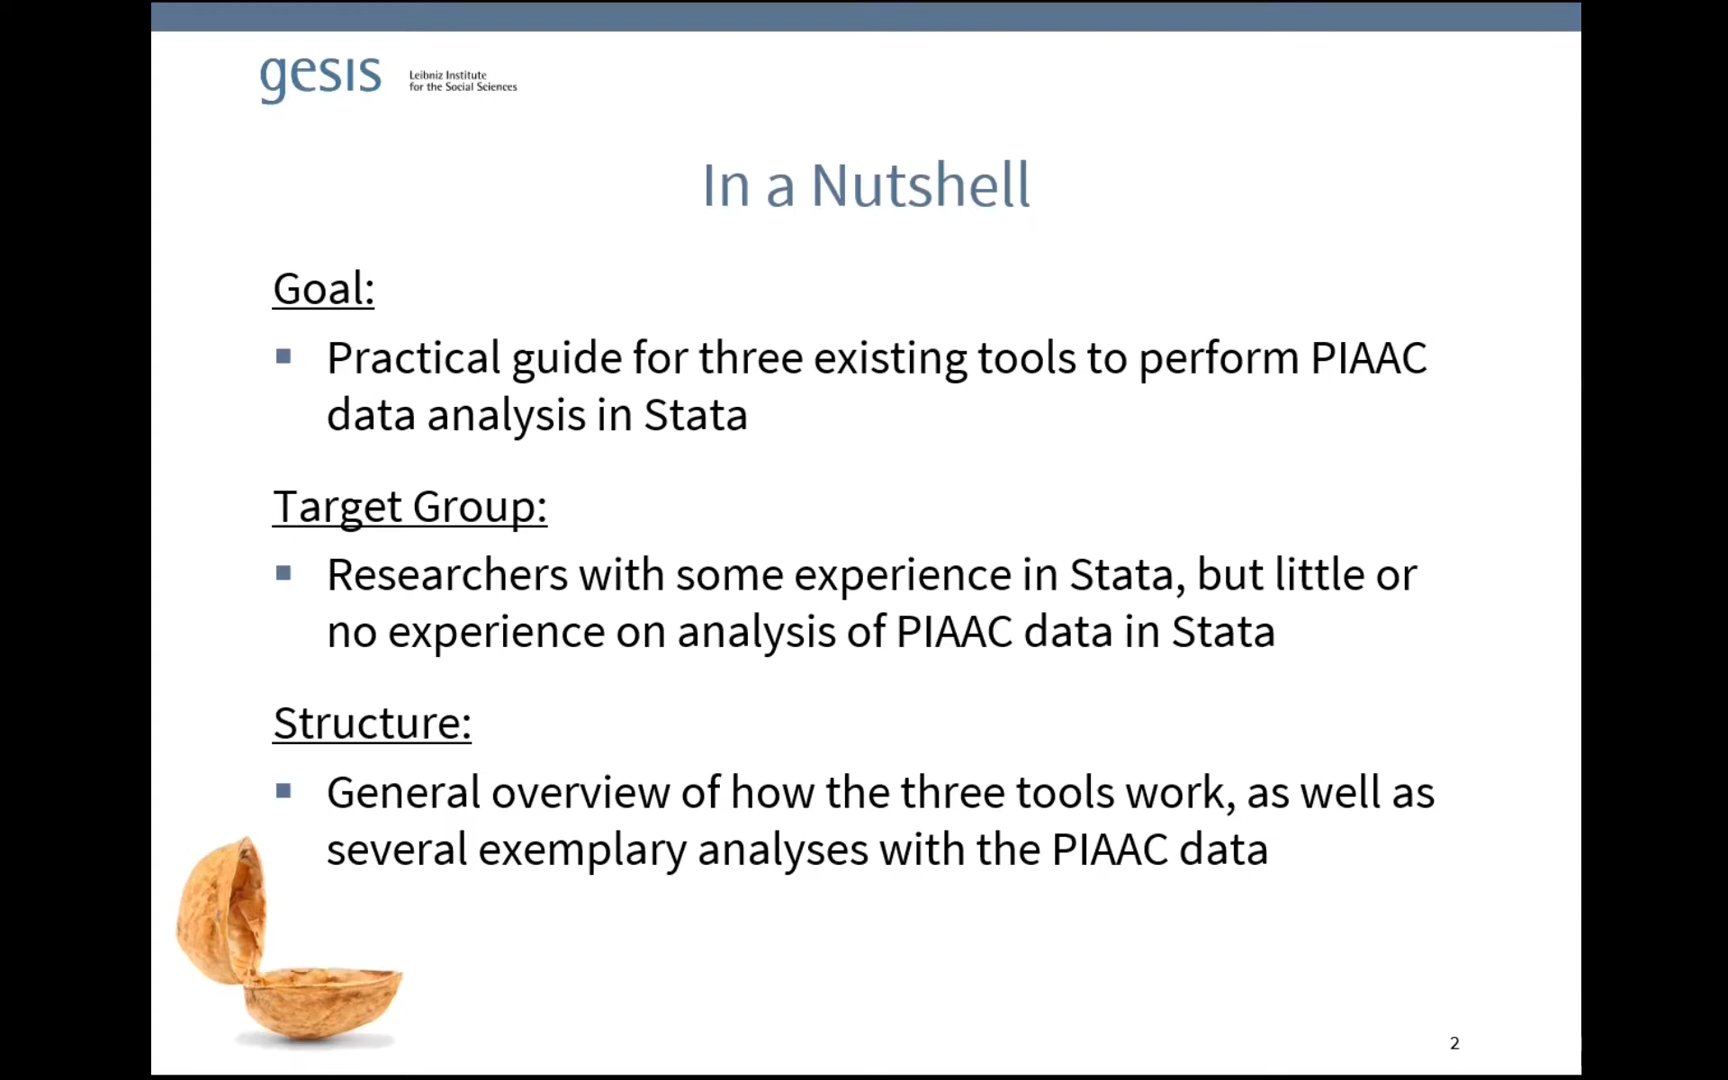 gesis
Leibniz Institute
for the Social Sciences
In a Nutshell
Goal:
▪ Practical guide for three existing tools to perform PIAAC
data analysis in Stata
Target Group:
▪ Researchers with some experience in Stata, but little or
no experience on analysis of PIAAC data in Stata
Structure:
▪ General overview of how the three tools work, as well as
several exemplary analyses with the PIAAC data
2